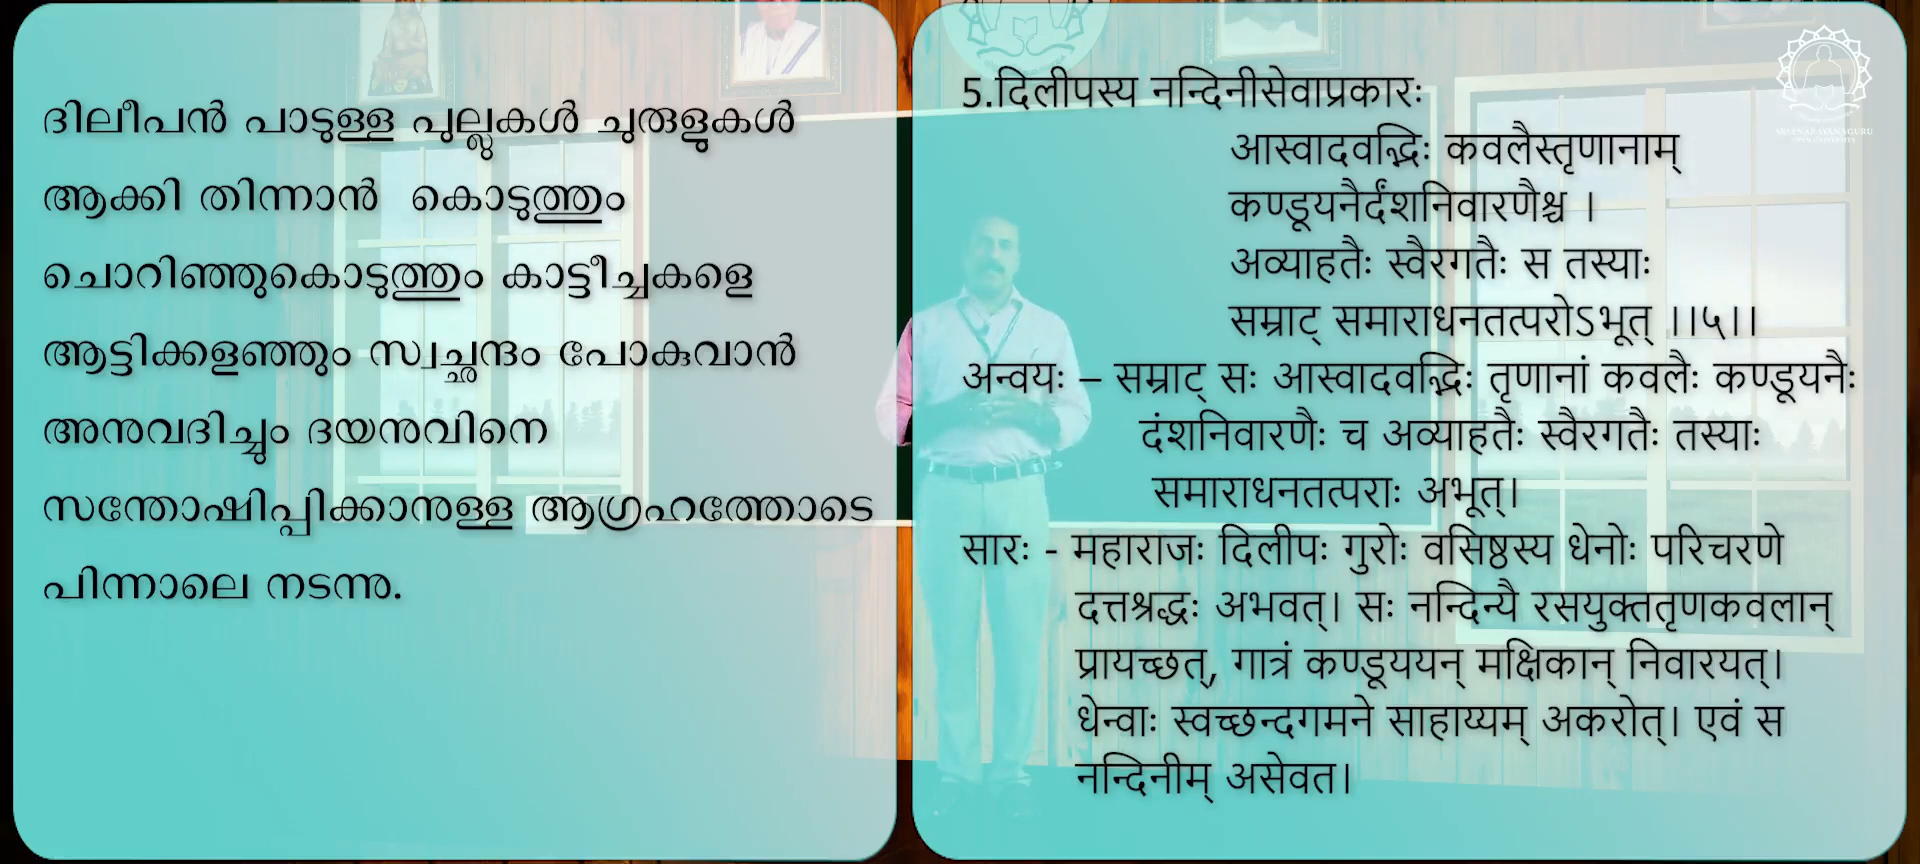 ദിലീപൻ പാടുള്ള പുല്ലുകൾ ചുരുളുകൾ
ആക്കി തിന്നാൻ കൊടുത്തും
ചൊറിഞ്ഞുകൊടുത്തും കാട്ടീച്ചകളെ
ആട്ടിക്കളഞ്ഞും സ്വച്ഛന്ദം പോകുവാൻ
അനുവദിച്ചും ദയനുവിനെ
സന്തോഷിപ്പിക്കാനുള്ള ആഗ്രഹത്തോടെ
പിന്നാലെ നടന്നു.
5.दिलीपस्य नन्दिनीसेवाप्रकारः
आस्वादवद्भिः कवलैस्तृणानाम्
कण्डूयनैर्दंशनिवारणैश्च ।
अव्याहतैः स्वैरगतैः स तस्याः
सम्राट् समाराधनतत्परोऽभूत् ।।५।।
अन्वयः – सम्राट् सः आस्वादवद्भिः तृणानां कवलैः कण्डूयनैः
दंशनिवारणैः च अव्याहतैः स्वैरगतैः तस्याः
समाराधनतत्पराः अभूत्।
सारः - महाराजः दिलीपः गुरोः वसिष्ठस्य धेनोः परिचरणे
दत्तश्रद्धः अभवत्। सः नन्दिन्यै रसयुक्ततृणकवलान्
प्रायच्छत्, गात्रं कण्डूययन् मक्षिकान् निवारयत्।
धेन्वाः स्वच्छन्दगमने साहाय्यम् अकरोत्। एवं स
नन्दिनीम् असेवत।
SREENARAYANAGURU
OPEN UNIVERSITY